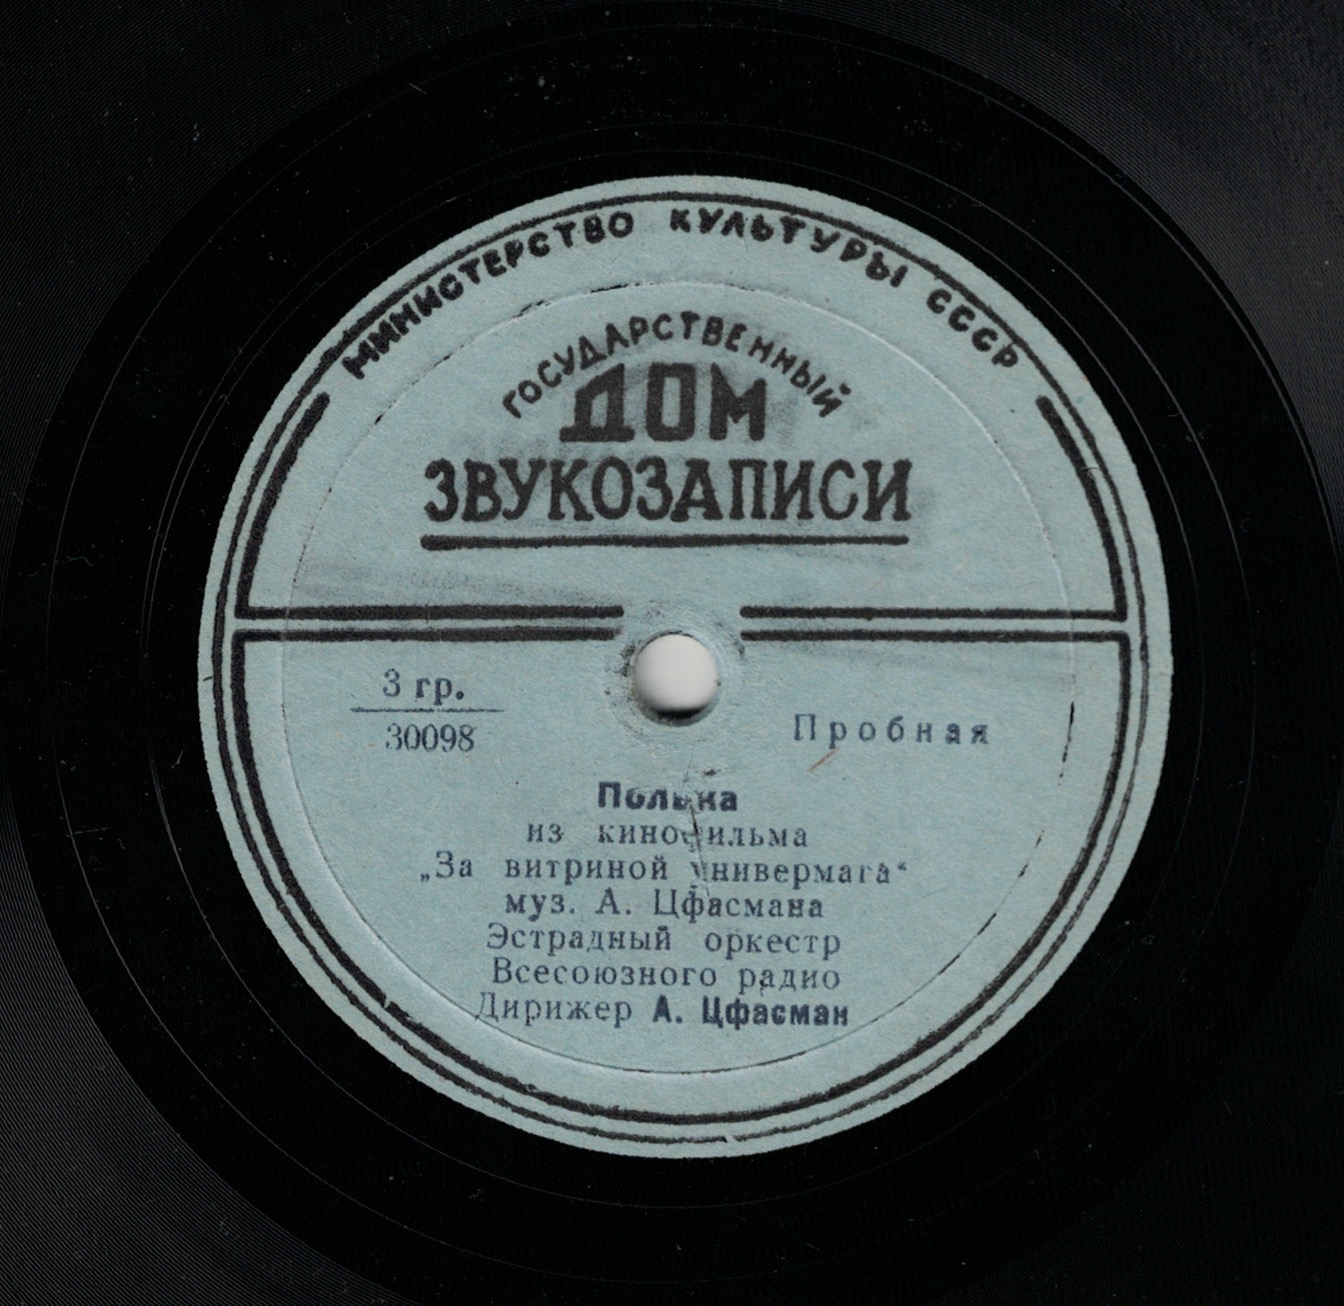 МИНИСТЕРСТВО КУЛЬТУРЫ СССР
ГОСУДАРСТВЕННЫЙ
ДОМ
ЗВУКОЗАПИСИ
3 гр.
30098
Пробная
Полька
из кинофильма
„За витриной универмага“
муз. А. Цфасмана
Эстрадный оркестр
Всесоюзного радио
Дирижер А. Цфасман